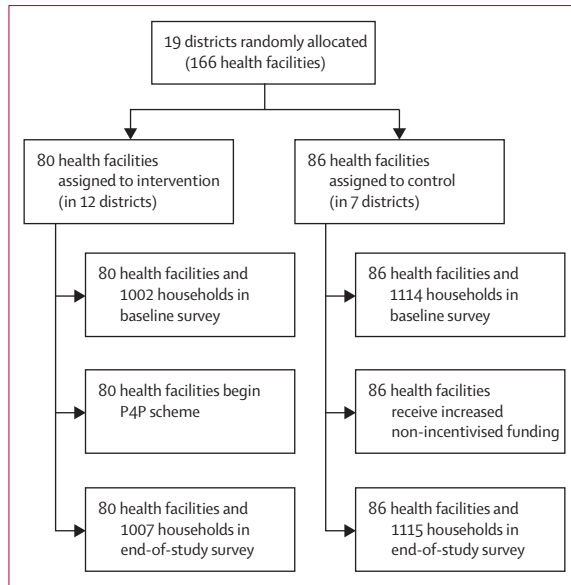 19 districts randomly allocated
(166 health facilities)
80 health facilities
assigned to intervention
(in 12 districts)
86 health facilities
assigned to control
(in 7 districts)
80 health facilities and
1002 households in
baseline survey
86 health facilities and
1114 households in
baseline survey
80 health facilities begin
P4P scheme
86 health facilities
receive increased
non-incentivised funding
80 health facilities and
1007 households in
end-of-study survey
86 health facilities and
1115 households in
end-of-study survey